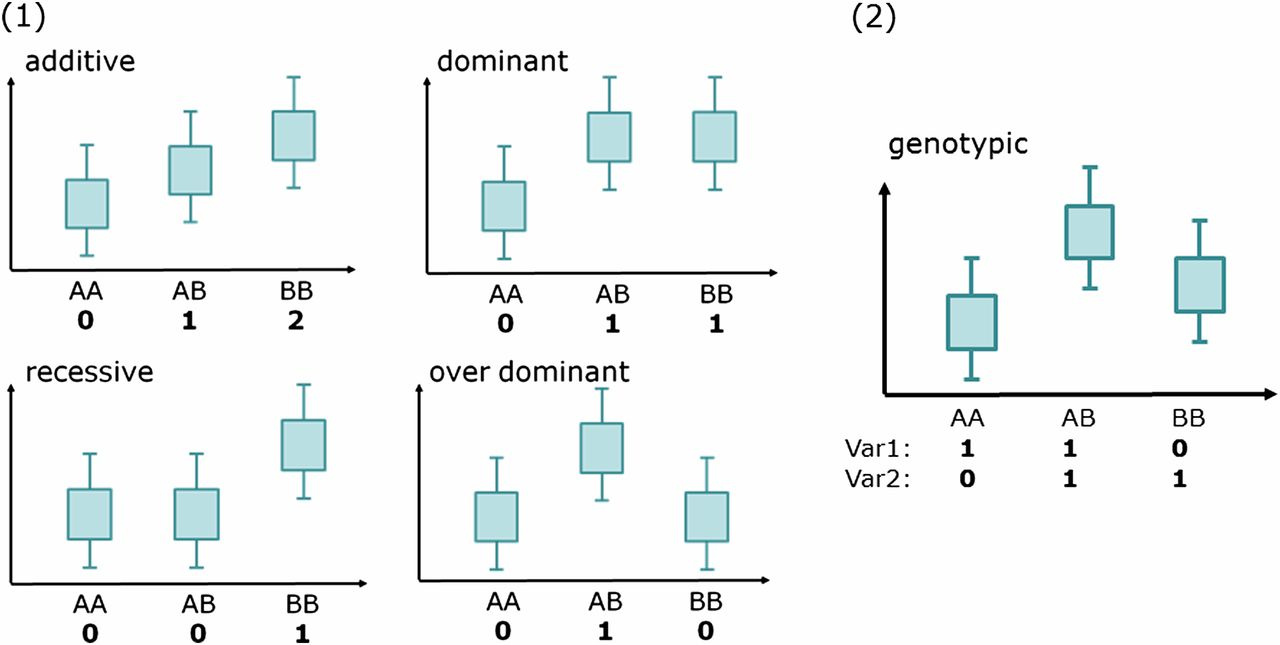 (1)
additive
AA AB BB
0 1 2
dominant
AA AB BB
0 1 1
recessive
AA AB BB
0 0 1
over dominant
AA AB BB
0 1 0
(2)
genotypic
AA AB BB
Var1: 1 1 0
Var2: 0 1 1